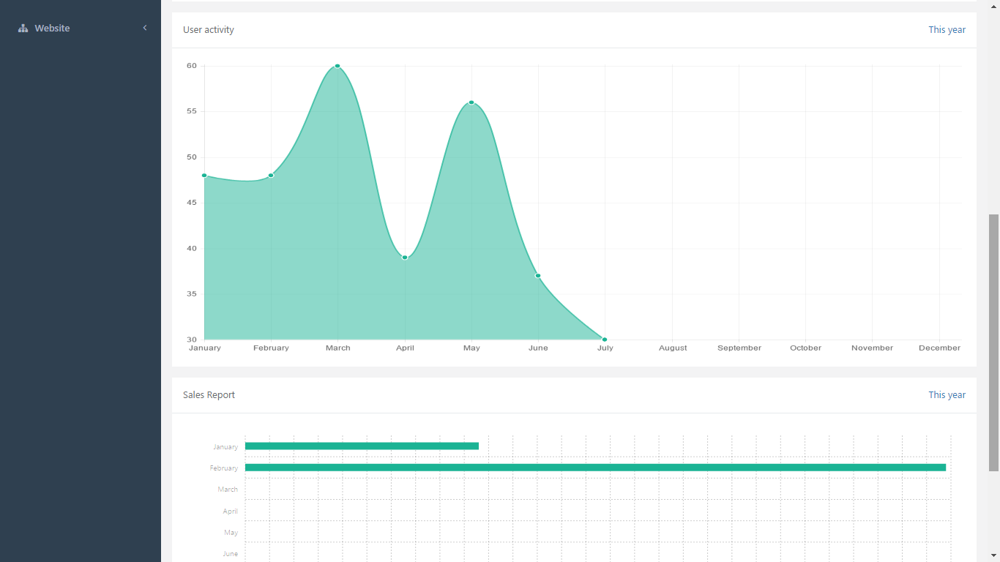 Website
User activity
This year
60
55
50
45
40
35
30
January February March April May June July August September October November December
Sales Report
This year
January
February
March
April
May
June